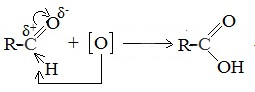 O δ-
δ+
R-C + [O] → R-C
H
O
OH